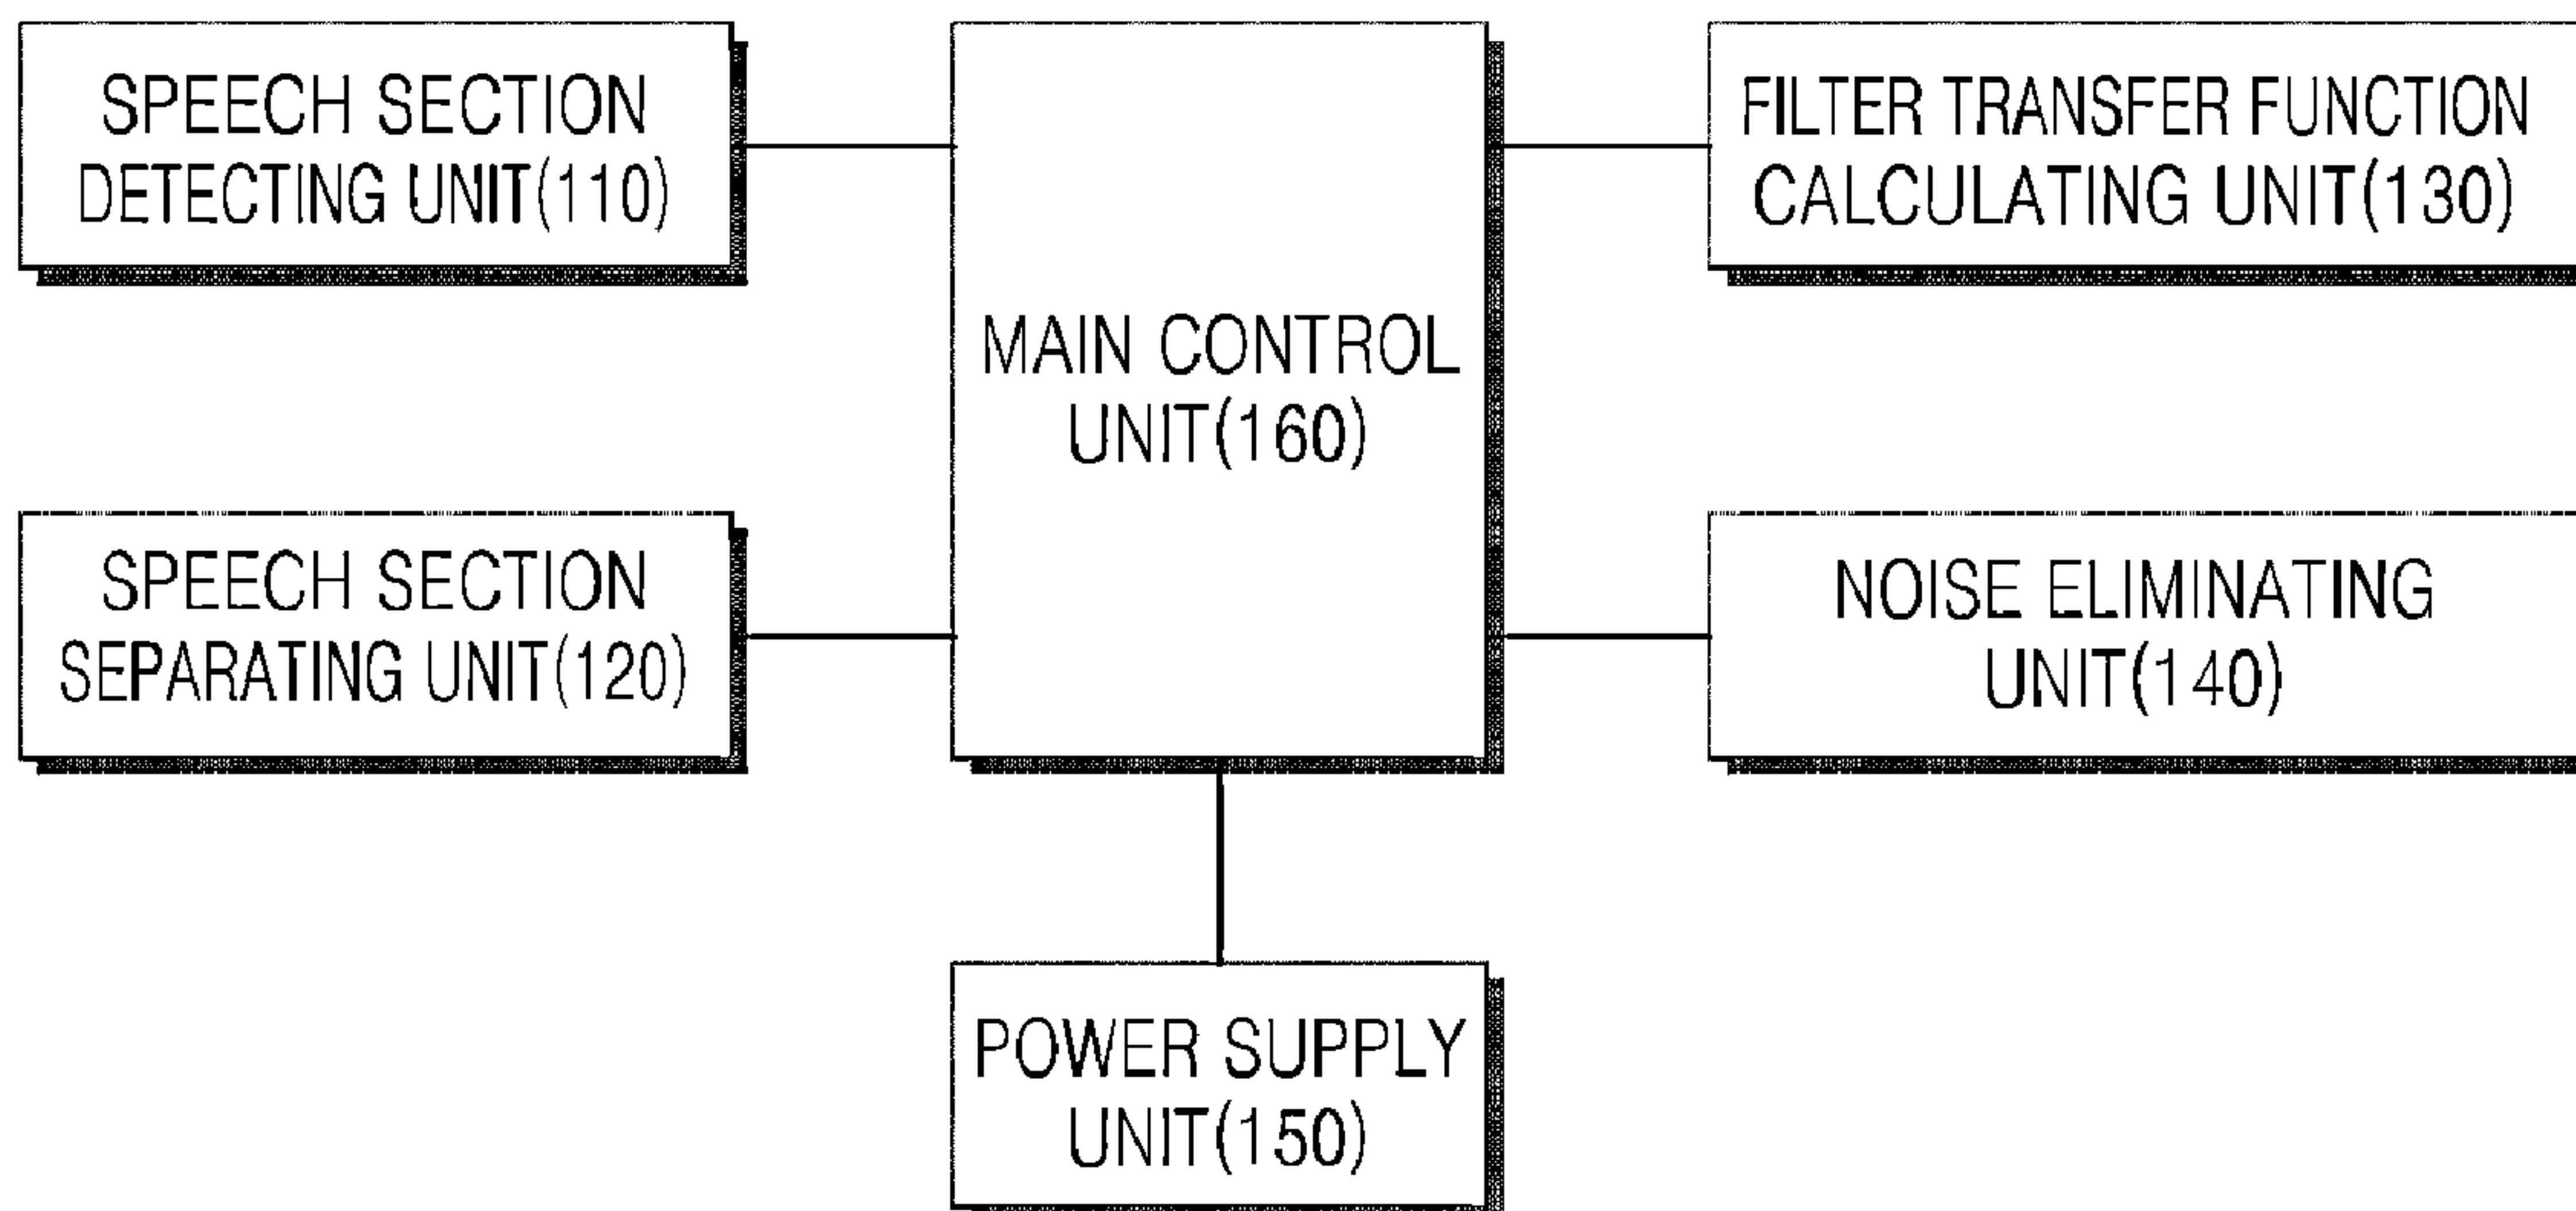 SPEECH SECTION
DETECTING UNIT(110)
MAIN CONTROL
UNIT(160)
FILTER TRANSFER FUNCTION
CALCULATING UNIT(130)
SPEECH SECTION
SEPARATING UNIT(120)
NOISE ELIMINATING
UNIT(140)
POWER SUPPLY
UNIT(150)